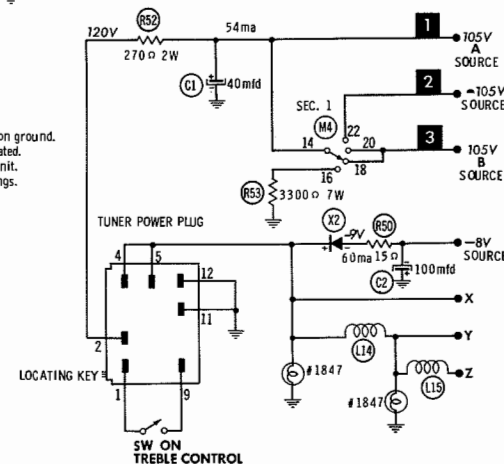 120V
R52
270 Ω 2W
54ma
C1
40mfd
1
105V
A
SOURCE
2
105V
SOURCE
3
105V
B
SOURCE
SEC. 1
M4
22
14
20
18
16
R53
3300 Ω 7W
on ground.
ated.
nit.
ngs.
TUNER POWER PLUG
4
5
12
11
2
1
9
LOCATING KEY
SW ON
TREBLE CONTROL
X2
-9V
60ma
R50
15 Ω
C2
100mfd
-8V
SOURCE
X
Y
Z
L14
L15
#1847
#1847